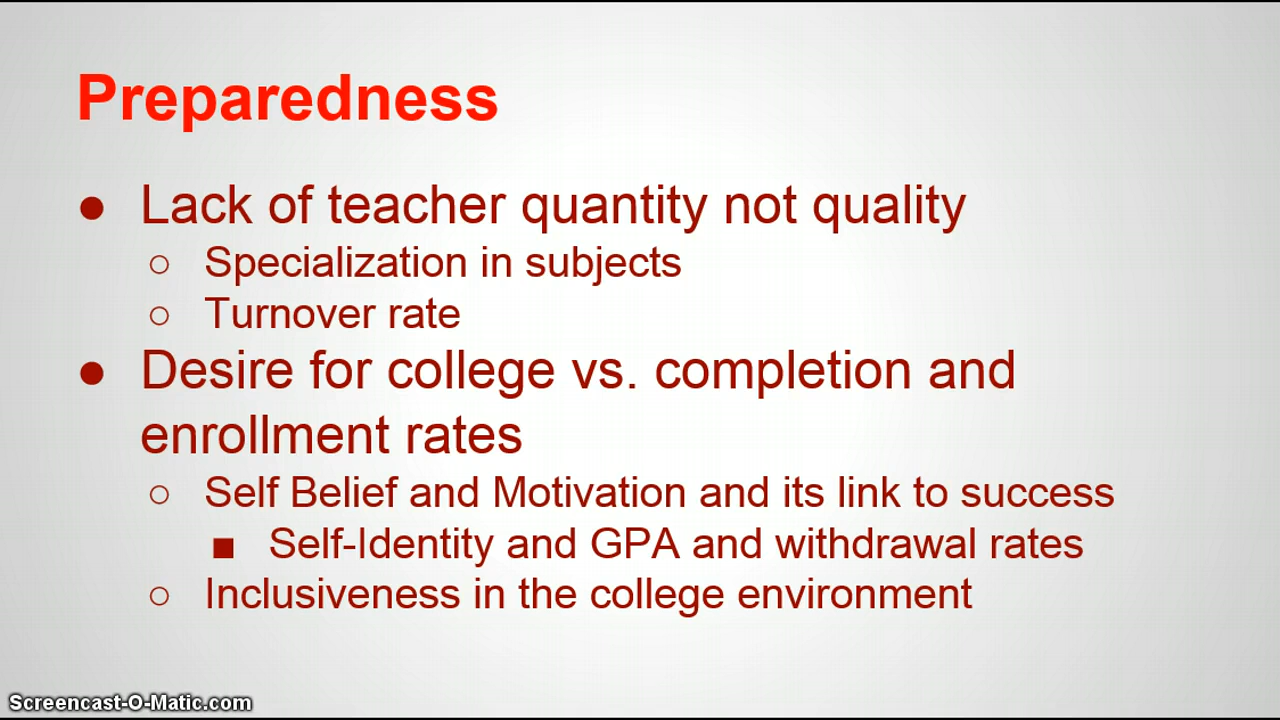 Preparedness
● Lack of teacher quantity not quality
○ Specialization in subjects
○ Turnover rate
● Desire for college vs. completion and
enrollment rates
○ Self Belief and Motivation and its link to success
■ Self-Identity and GPA and withdrawal rates
○ Inclusiveness in the college environment
Screencast-O-Matic.com